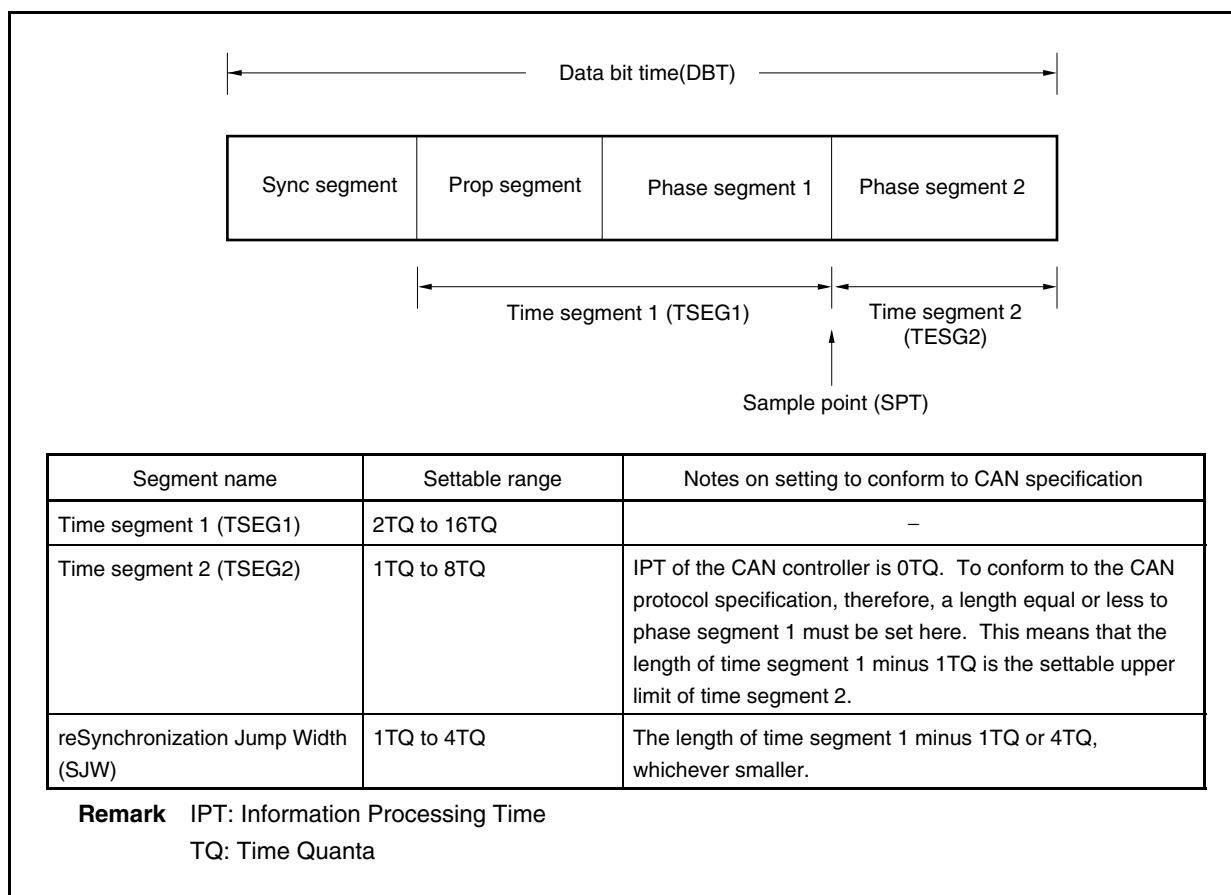 Data bit time(DBT)
Sync segment
Prop segment
Phase segment 1
Phase segment 2
Time segment 1 (TSEG1)
Time segment 2
(TESG2)
Sample point (SPT)
Segment name
Settable range
Notes on setting to conform to CAN specification
Time segment 1 (TSEG1)
2TQ to 16TQ
–
Time segment 2 (TSEG2)
1TQ to 8TQ
IPT of the CAN controller is 0TQ. To conform to the CAN
protocol specification, therefore, a length equal or less to
phase segment 1 must be set here. This means that the
length of time segment 1 minus 1TQ is the settable upper
limit of time segment 2.
reSynchronization Jump Width
(SJW)
1TQ to 4TQ
The length of time segment 1 minus 1TQ or 4TQ,
whichever smaller.
Remark IPT: Information Processing Time
TQ: Time Quanta